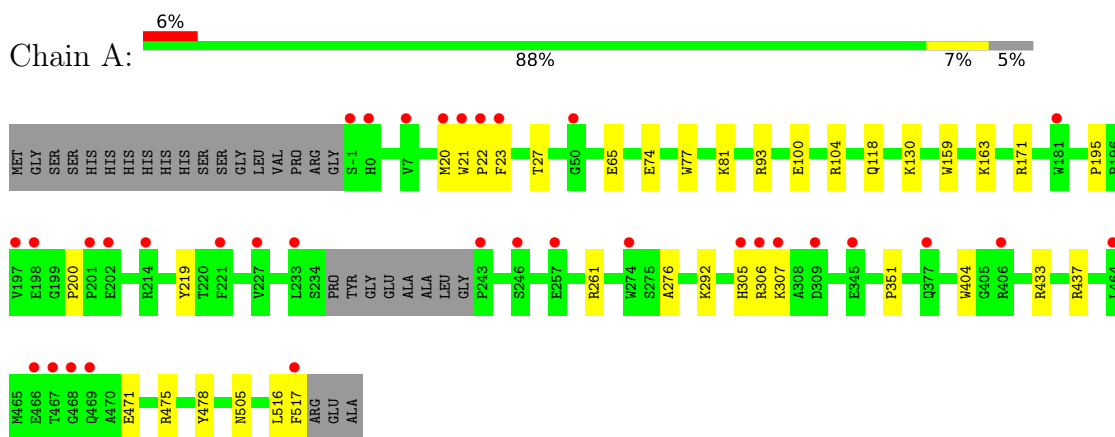 6%
Chain A:
88% 7% 5%
MET GLY SER SER HIS HIS HIS HIS HIS HIS SER SER GLY LEU VAL PRO ARG GLY S-1 H0 V7 M20 W21 P22 F23 T27 G50 E65 E74 W77 K81 R93 E100 R104 Q118 K130 W159 K163 R171 W181 P195 R196
V197 E198 G199 P200 P201 E202 R214 Y219 T220 F221 V227 L233 S234 PRO TYR GLY GLU ALA ALA LEU GLY P243 S246 E257 R261 W274 S275 A276 K292 H305 R306 K307 A308 D309 E345 P351 Q377 W404 G405 R406 R433 R437 L464
M465 E466 T467 G468 Q469 A470 E471 R475 Y478 N505 L516 F517 ARG GLU ALA